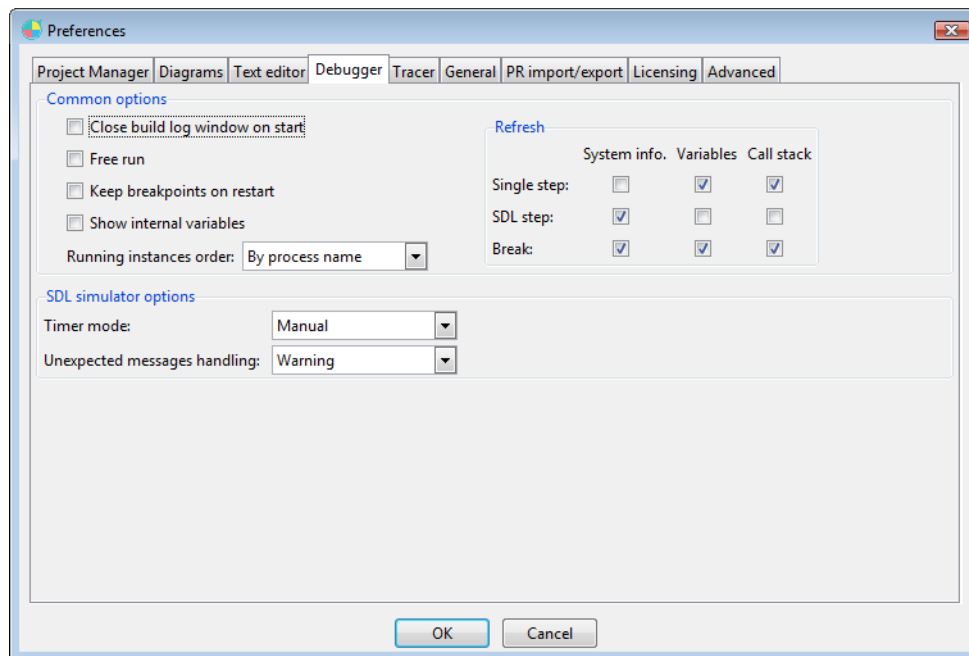 Preferences
Project Manager Diagrams Text editor Debugger Tracer General PR import/export Licensing Advanced
Common options
Close build log window on start
Free run
Keep breakpoints on restart
Show internal variables
Running instances order: By process name
Refresh
System info. Variables Call stack
Single step:
SDL step:
Break:
SDL simulator options
Timer mode: Manual
Unexpected messages handling: Warning
OK Cancel